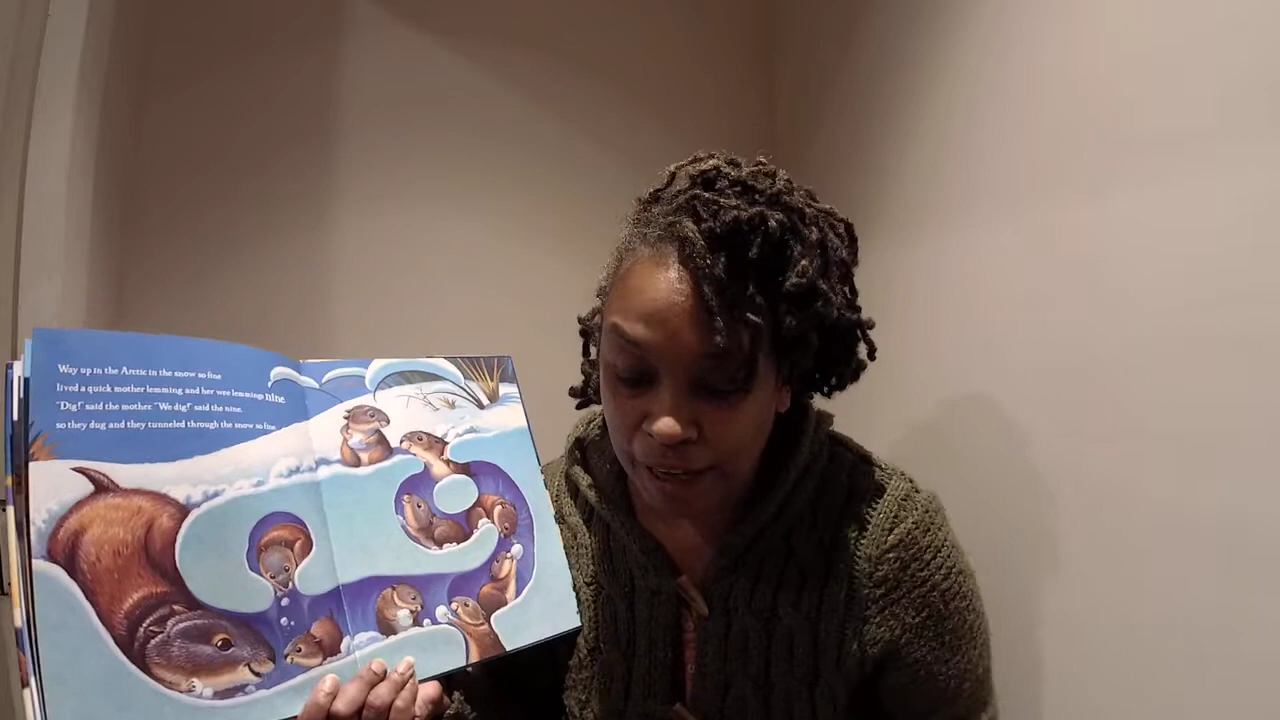 Way up in the Arctic in the snow so fine
lived a quick mother lemming and her wee lemmings nine.
"Dig!" said the mother. "We dig!" said the nine.
so they dug and they tunneled through the snow so fine.